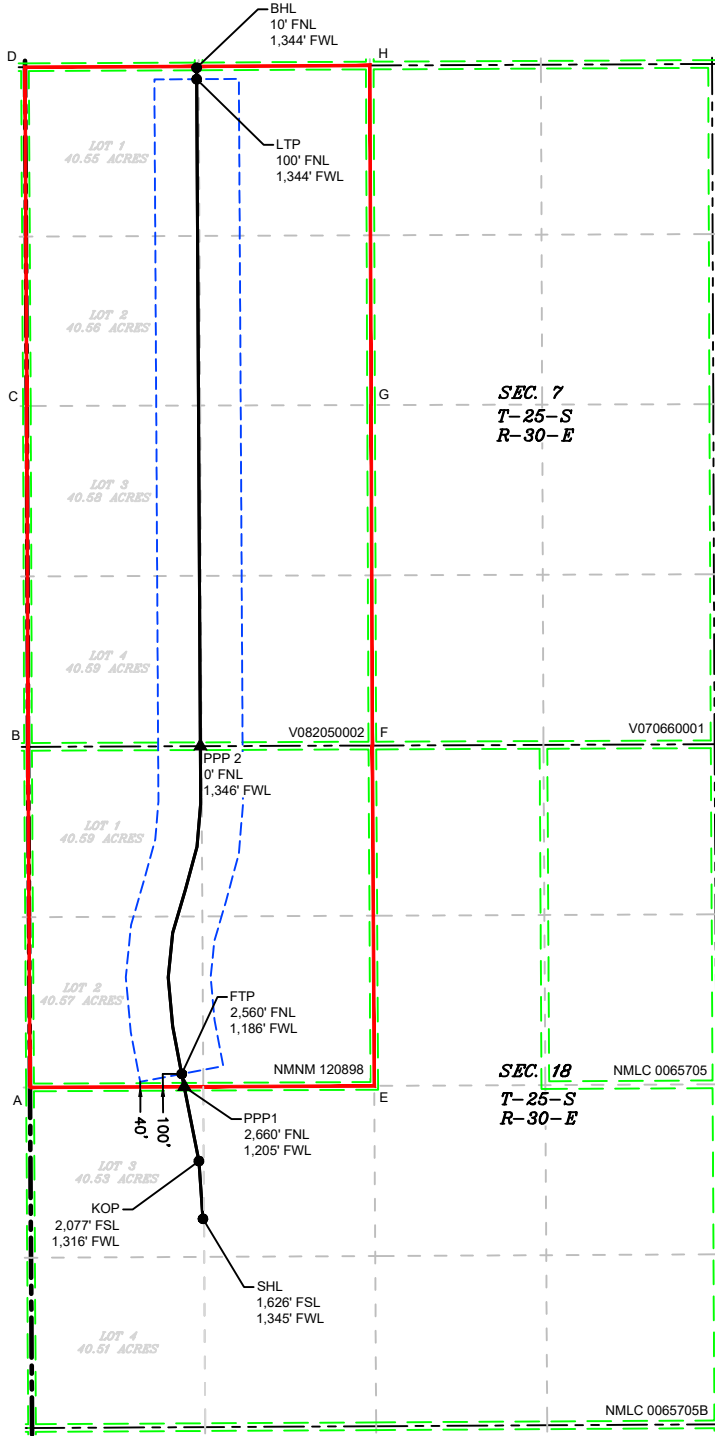 BHL
10' FNL
1,344' FWL
D
H
LTP
100' FNL
1,344' FWL
LOT 1
40.55 ACRES
LOT 2
40.56 ACRES
C
G
SEC. 7
T-25-S
R-30-E
LOT 3
40.58 ACRES
LOT 4
40.59 ACRES
B
V082050002
F
V070660001
PPP 2
0' FNL
1,346' FWL
LOT 1
40.59 ACRES
LOT 2
40.57 ACRES
FTP
2,560' FNL
1,186' FWL
NMNM 120898
SEC. 18
NMLC 0065705
T-25-S
R-30-E
A
E
40'
100'
PPP1
2,660' FNL
1,205' FWL
LOT 3
40.53 ACRES
KOP
2,077' FSL
1,316' FWL
SHL
1,626' FSL
1,345' FWL
LOT 4
40.51 ACRES
NMLC 0065705B